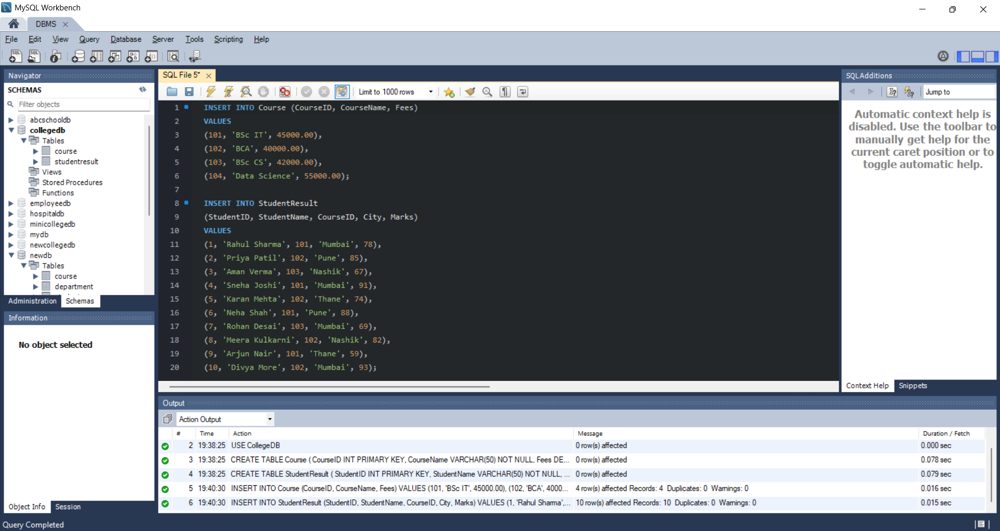 MySQL Workbench
DBMS
File Edit View Query Database Server Tools Scripting Help
Navigator
SCHEMAS
Filter objects
abcschooldb
collegedb
Tables
course
studentresult
Views
Stored Procedures
Functions
employeedb
hospitaldb
minicollegedb
mydb
newcollegedb
newdb
Tables
course
department
Administration Schemas
Information
No object selected
Object Info Session
SQL File 5*
Limit to 1000 rows
1 INSERT INTO Course (CourseID, CourseName, Fees)
2 VALUES
3 (101, 'BSc IT', 45000.00),
4 (102, 'BCA', 40000.00),
5 (103, 'BSc CS', 42000.00),
6 (104, 'Data Science', 55000.00);
7
8 INSERT INTO StudentResult
9 (StudentID, StudentName, CourseID, City, Marks)
10 VALUES
11 (1, 'Rahul Sharma', 101, 'Mumbai', 78),
12 (2, 'Priya Patil', 102, 'Pune', 85),
13 (3, 'Aman Verma', 103, 'Nashik', 67),
14 (4, 'Sneha Joshi', 101, 'Mumbai', 91),
15 (5, 'Karan Mehta', 102, 'Thane', 74),
16 (6, 'Neha Shah', 101, 'Pune', 88),
17 (7, 'Rohan Desai', 103, 'Mumbai', 69),
18 (8, 'Meera Kulkarni', 102, 'Nashik', 82),
19 (9, 'Arjun Nair', 101, 'Thane', 59),
20 (10, 'Divya More', 102, 'Mumbai', 93);
SQLAdditions
Jump to
Automatic context help is
disabled. Use the toolbar to
manually get help for the
current caret position or to
toggle automatic help.
Context Help Snippets
Output
Action Output
# Time Action Message Duration / Fetch
2 19:38:25 USE CollegeDB 0 row(s) affected 0.000 sec
3 19:38:25 CREATE TABLE Course ( CourseID INT PRIMARY KEY, CourseName VARCHAR(50) NOT NULL, Fees DE... 0 row(s) affected 0.078 sec
4 19:38:25 CREATE TABLE StudentResult ( StudentID INT PRIMARY KEY, StudentName VARCHAR(50) NOT NULL, ... 0 row(s) affected 0.079 sec
5 19:40:30 INSERT INTO Course (CourseID, CourseName, Fees) VALUES (101, 'BSc IT', 45000.00), (102, 'BCA', 4000... 4 row(s) affected Records: 4 Duplicates: 0 Warnings: 0 0.016 sec
6 19:40:30 INSERT INTO StudentResult (StudentID, StudentName, CourseID, City, Marks) VALUES (1, 'Rahul Sharma',... 10 row(s) affected Records: 10 Duplicates: 0 Warnings: 0 0.015 sec
Query Completed